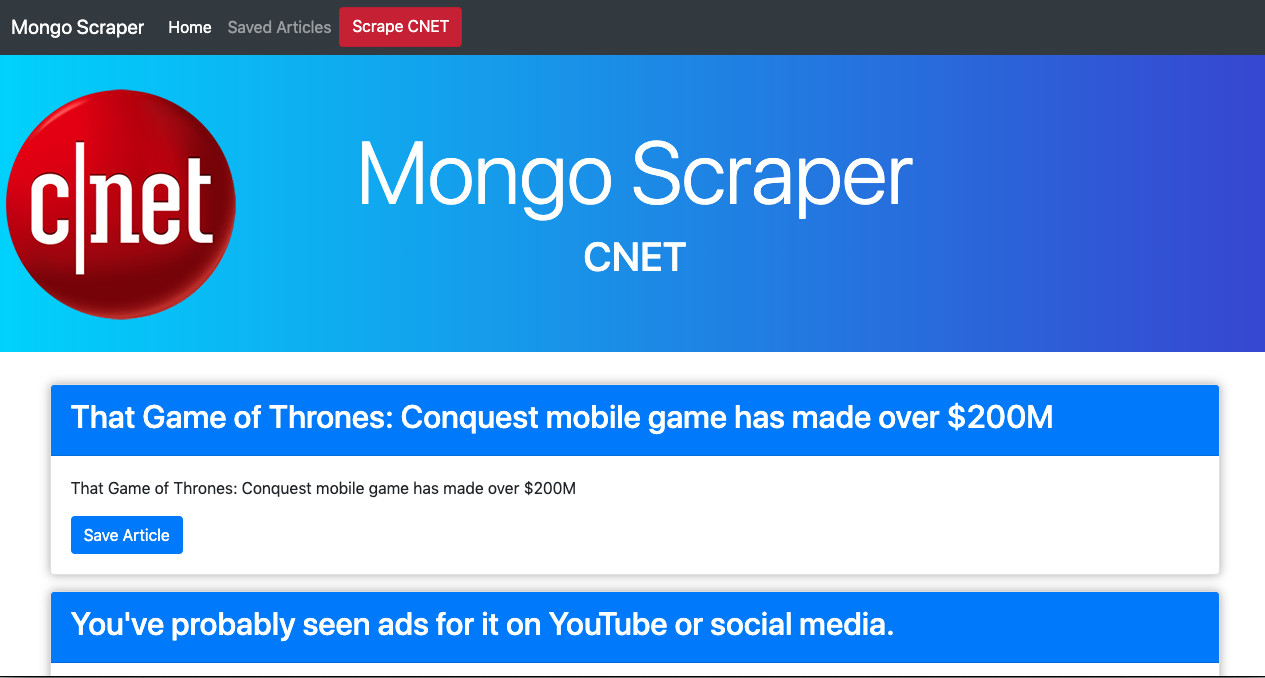 Mongo Scraper Home Saved Articles Scrape CNET
c|net
Mongo Scraper
CNET
That Game of Thrones: Conquest mobile game has made over $200M
That Game of Thrones: Conquest mobile game has made over $200M
Save Article
You've probably seen ads for it on YouTube or social media.